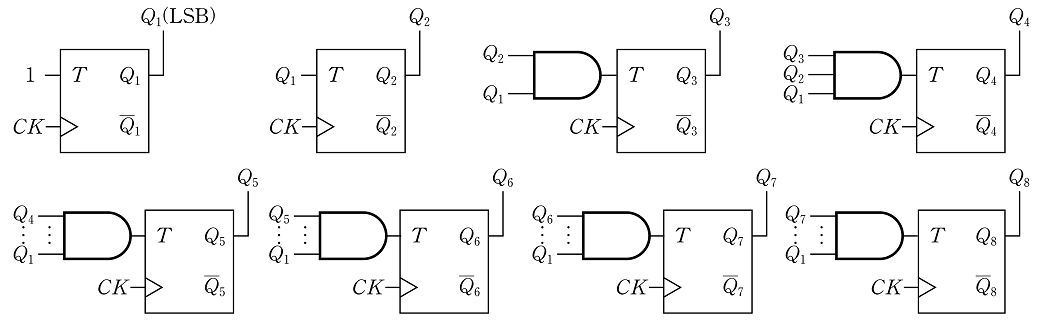 Q₁(LSB) Q₂ Q₃ Q₄
1 T Q₁ Q₁ T Q₂ Q₂ Q₁ T Q₃ Q₃ Q₂ Q₁ T Q₄
CK Q̅₁ CK Q̅₂ CK Q̅₃ CK Q̅₄
Q₅ Q₆ Q₇ Q₈
Q₄ ⋮ ⋮ Q₁ T Q₅ Q₅ ⋮ ⋮ Q₁ T Q₆ Q₆ ⋮ ⋮ Q₁ T Q₇ Q₇ ⋮ ⋮ Q₁ T Q₈
CK Q̅₅ CK Q̅₆ CK Q̅₇ CK Q̅₈